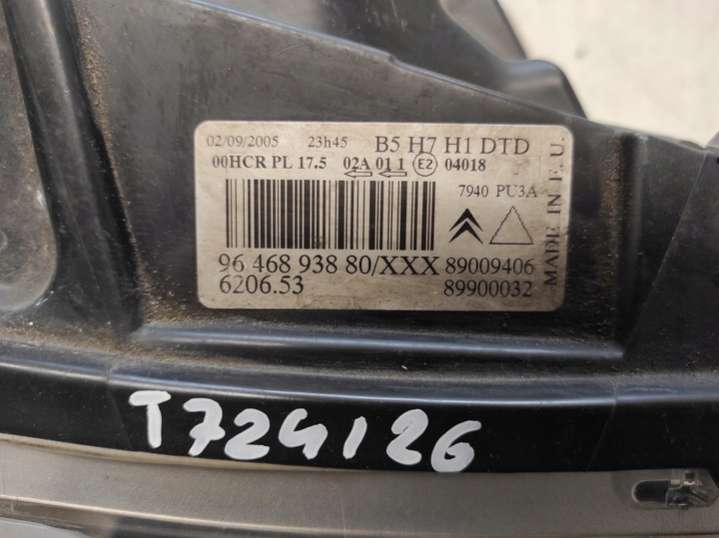 02/09/2005 23h45 B5 H7 H1 DTD
00HCR PL 17.5 02A 01 1 E2 04018
7940 PU3A
96 468 938 80/XXX 89009406
6206.53 89900032
MADE IN E.U.
T724126